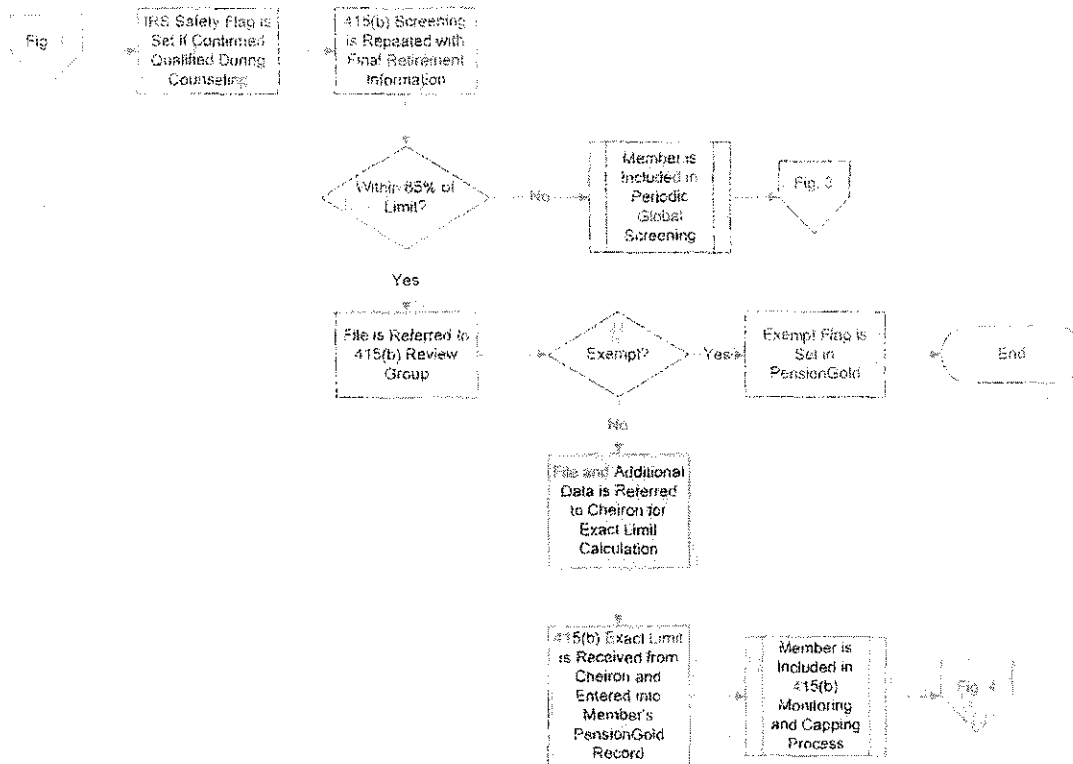 Fig.
IRS Safety Flag is
Set if Confirmed
Qualified During
Counseling
415(b) Screening
is Repeated with
Final Retirement
Information
Within 85% of
Limit?
No
Member is
Included in
Periodic
Global
Screening
Fig. 3
Yes
File is Referred to
415(b) Review
Group
Exempt?
Yes
Exempt Flag is
Set in
PensionGold
End
No
File and Additional
Data is Referred
to Cheiron for
Exact Limit
Calculation
415(b) Exact Limit
is Received from
Cheiron and
Entered into
Member's
PensionGold
Record
Member is
Included in
415(b)
Monitoring
and Capping
Process
Fig. 4